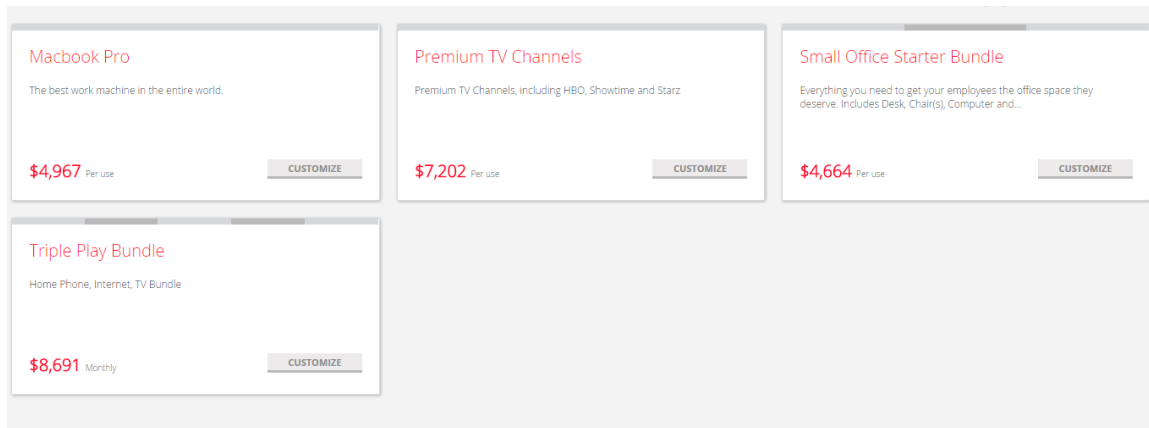 Macbook Pro
The best work machine in the entire world.
$4,967 Per use
CUSTOMIZE
Premium TV Channels
Premium TV Channels, including HBO, Showtime and Starz
$7,202 Per use
CUSTOMIZE
Small Office Starter Bundle
Everything you need to get your employees the office space they
deserve. Includes Desk, Chair(s), Computer and...
$4,664 Per use
CUSTOMIZE
Triple Play Bundle
Home Phone, Internet, TV Bundle
$8,691 Monthly
CUSTOMIZE